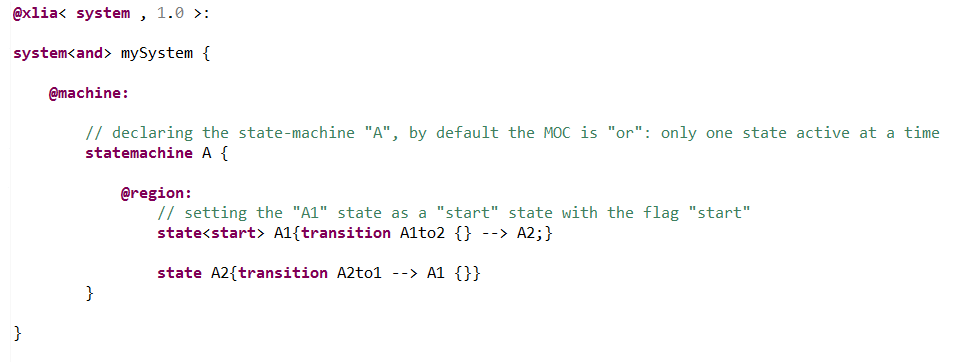 @xlia< system , 1.0 >:
system<and> mySystem {
@machine:
// declaring the state-machine "A", by default the MOC is "or": only one state active at a time
statemachine A {
@region:
// setting the "A1" state as a "start" state with the flag "start"
state<start> A1{transition A1to2 {} --> A2;}
state A2{transition A2to1 --> A1 {}}
}
}